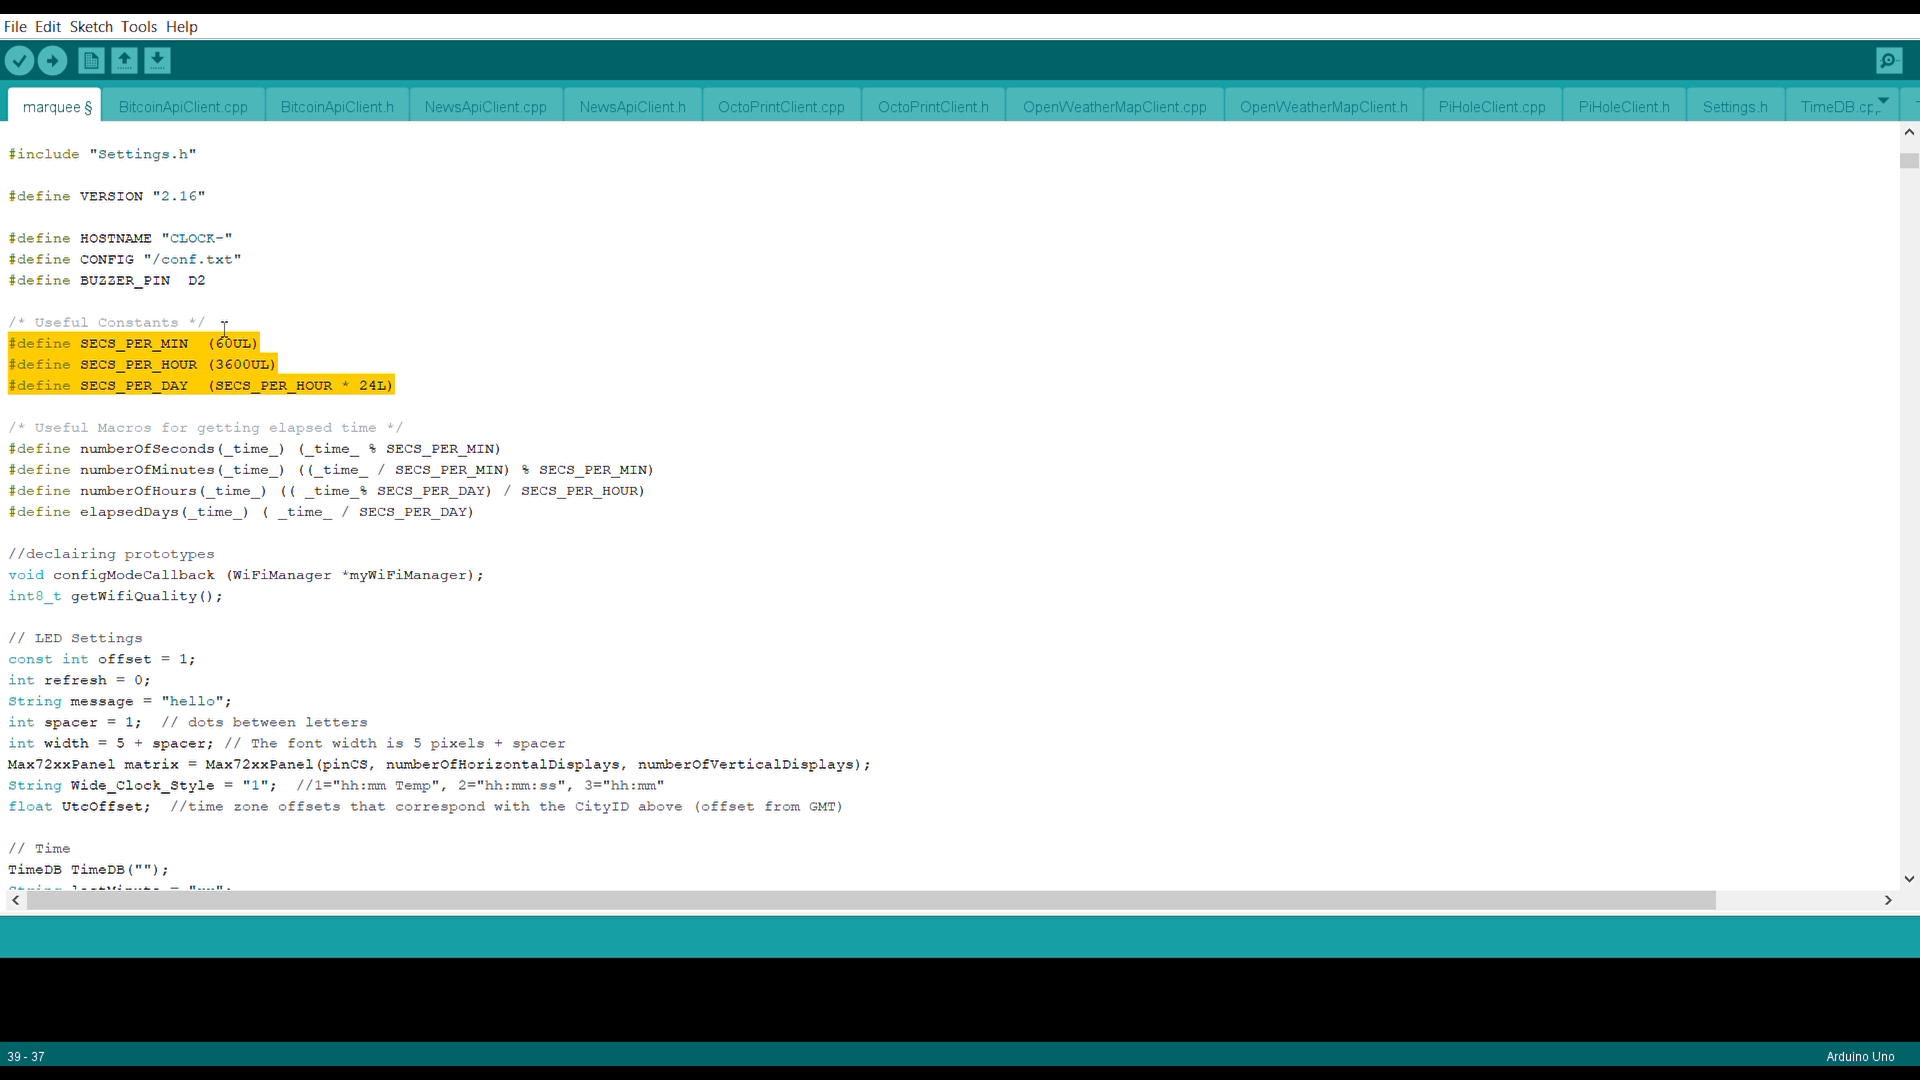 File Edit Sketch Tools Help
marquee § BitcoinApiClient.cpp BitcoinApiClient.h NewsApiClient.cpp NewsApiClient.h OctoPrintClient.cpp OctoPrintClient.h OpenWeatherMapClient.cpp OpenWeatherMapClient.h PiHoleClient.cpp PiHoleClient.h Settings.h
#include "Settings.h"
#define VERSION "2.16"
#define HOSTNAME "CLOCK-"
#define CONFIG "/conf.txt"
#define BUZZER_PIN  D2
/* Useful Constants */
#define SECS_PER_MIN  (60UL)
#define SECS_PER_HOUR (3600UL)
#define SECS_PER_DAY  (SECS_PER_HOUR * 24L)
/* Useful Macros for getting elapsed time */
#define numberOfSeconds(_time_) (_time_ % SECS_PER_MIN)
#define numberOfMinutes(_time_) ((_time_ / SECS_PER_MIN) % SECS_PER_MIN)
#define numberOfHours(_time_) (( _time_% SECS_PER_DAY) / SECS_PER_HOUR)
#define elapsedDays(_time_) ( _time_ / SECS_PER_DAY)
//declairing prototypes
void configModeCallback (WiFiManager *myWiFiManager);
int8_t getWifiQuality();
// LED Settings
const int offset = 1;
int refresh = 0;
String message = "hello";
int spacer = 1;  // dots between letters
int width = 5 + spacer; // The font width is 5 pixels + spacer
Max72xxPanel matrix = Max72xxPanel(pinCS, numberOfHorizontalDisplays, numberOfVerticalDisplays);
String Wide_Clock_Style = "1";  //1="hh:mm Temp", 2="hh:mm:ss", 3="hh:mm"
float UtcOffset;  //time zone offsets that correspond with the CityID above (offset from GMT)
// Time
TimeDB TimeDB("");
39 - 37
Arduino Uno